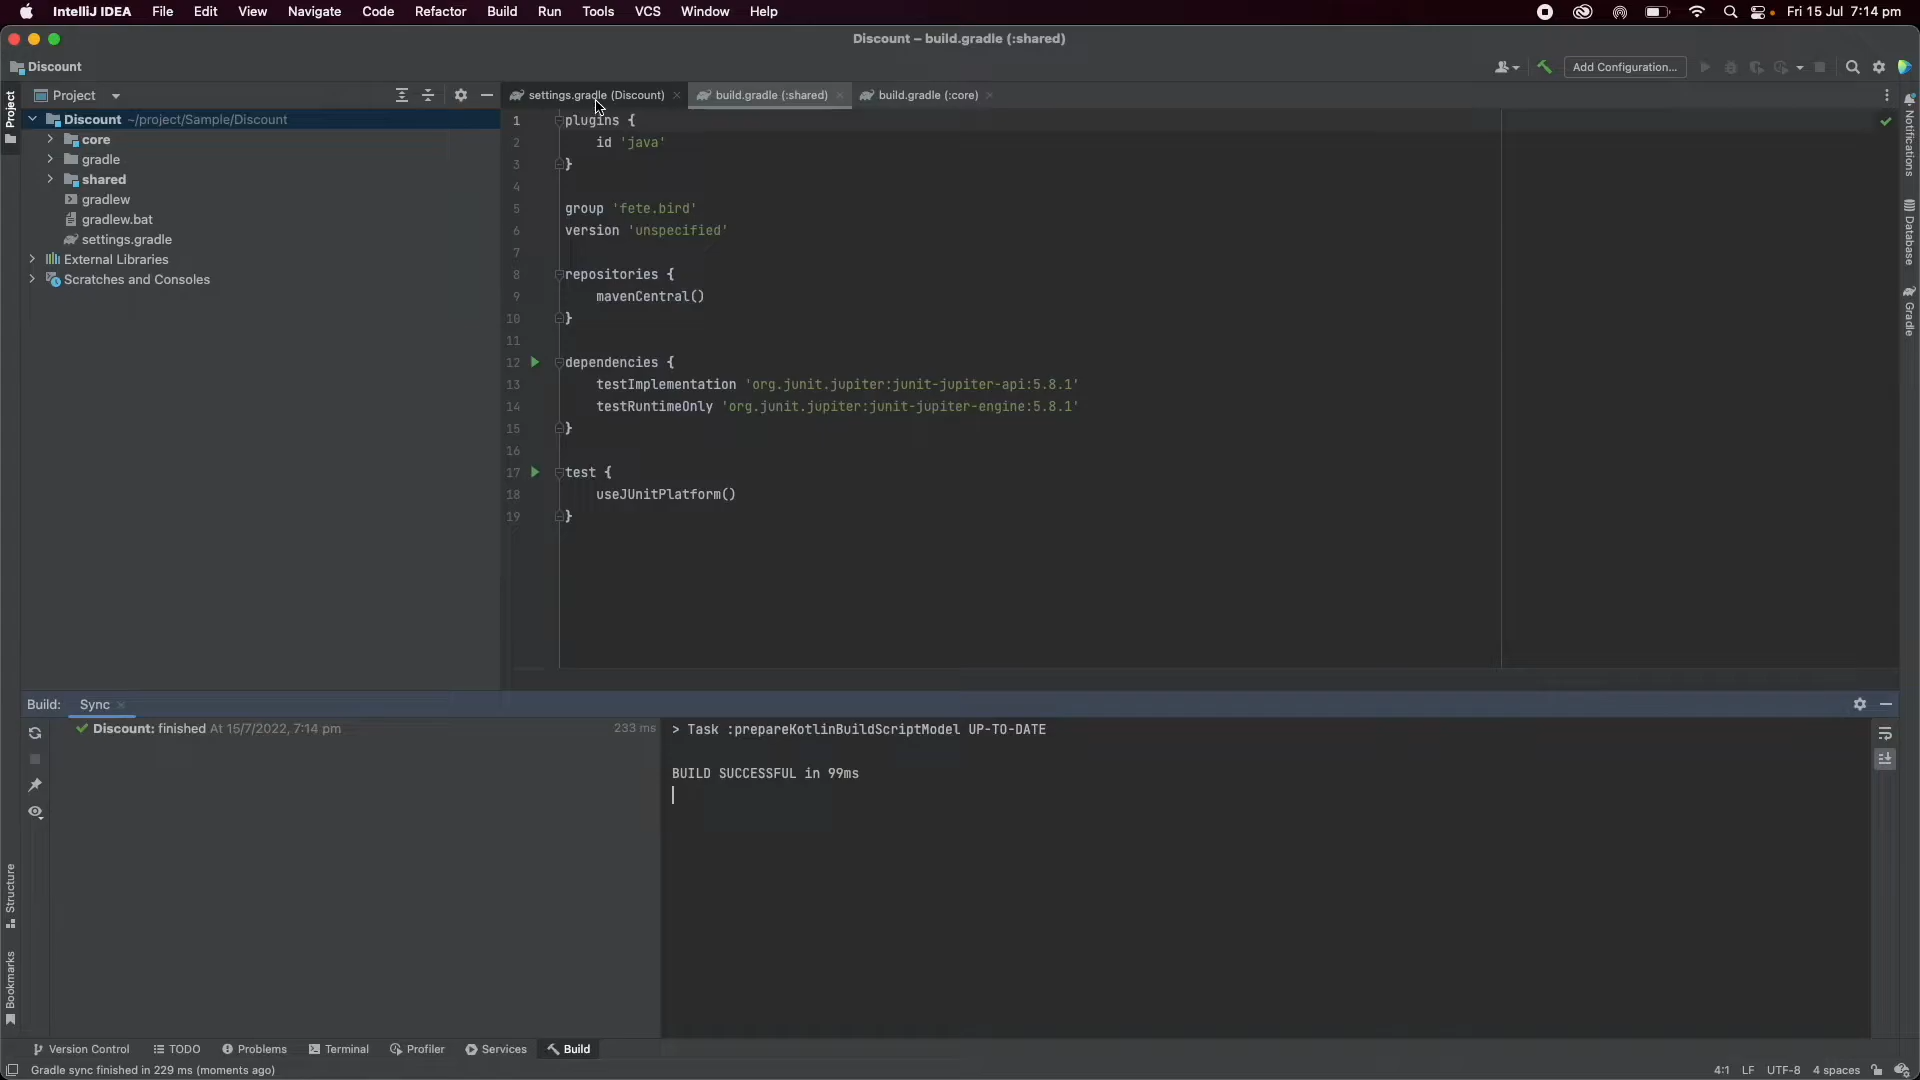 IntelliJ IDEA File Edit View Navigate Code Refactor Build Run Tools VCS Window Help Fri 15 Jul 7:14 pm
Discount – build.gradle (:shared)
Discount Add Configuration...
Project settings.gradle (Discount) build.gradle (:shared) build.gradle (:core)
Project
Discount ~/project/Sample/Discount
core
gradle
shared
gradlew
gradlew.bat
settings.gradle
External Libraries
Scratches and Consoles
1 plugins {
2 id 'java'
3 }
4
5 group 'fete.bird'
6 version 'unspecified'
7
8 repositories {
9 mavenCentral()
10 }
11
12 dependencies {
13 testImplementation 'org.junit.jupiter:junit-jupiter-api:5.8.1'
14 testRuntimeOnly 'org.junit.jupiter:junit-jupiter-engine:5.8.1'
15 }
16
17 test {
18 useJUnitPlatform()
19 }
Notifications
Database
Gradle
Build: Sync
Discount: finished At 15/7/2022, 7:14 pm 233 ms
> Task :prepareKotlinBuildScriptModel UP-TO-DATE
BUILD SUCCESSFUL in 99ms
Structure
Bookmarks
Version Control TODO Problems Terminal Profiler Services Build
Gradle sync finished in 229 ms (moments ago) 4:1 LF UTF-8 4 spaces